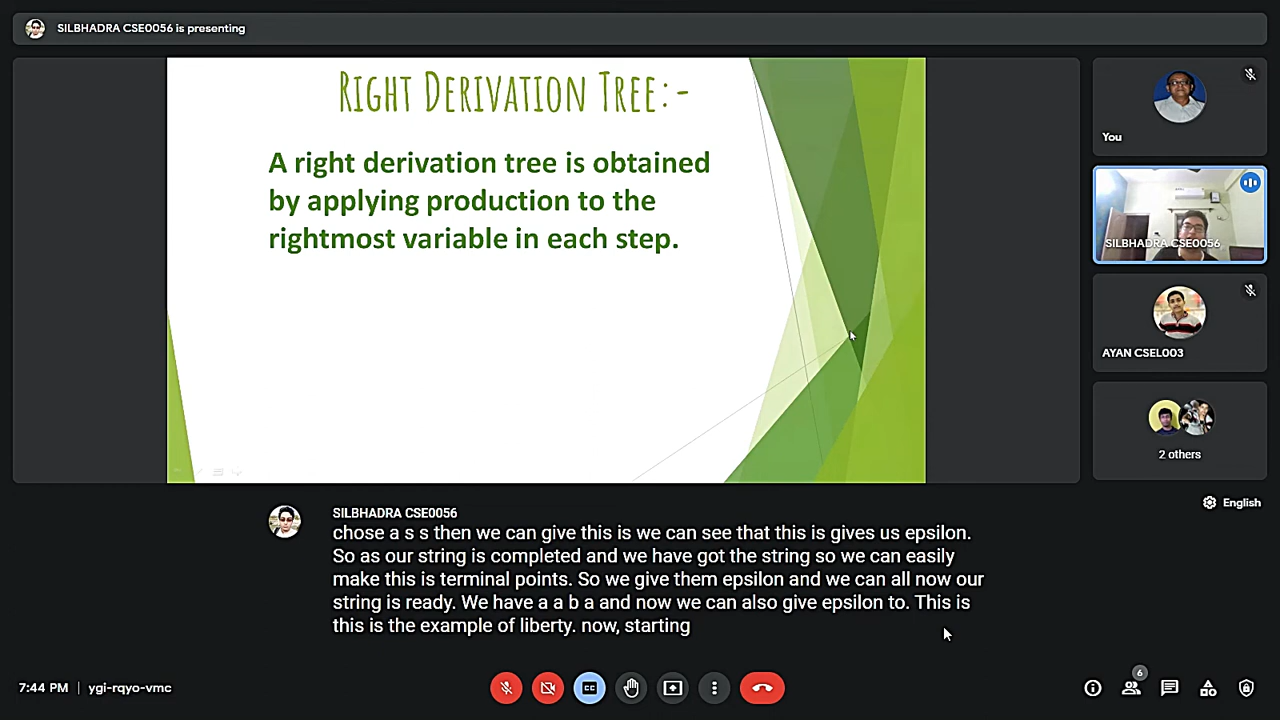 SILBHADRA CSE0056 is presenting
RIGHT DERIVATION TREE:-
A right derivation tree is obtained
by applying production to the
rightmost variable in each step.
You
SILBHADRA CSE0056
AYAN CSEL003
2 others
English
SILBHADRA CSE0056
chose a s s then we can give this is we can see that this is gives us epsilon.
So as our string is completed and we have got the string so we can easily
make this is terminal points. So we give them epsilon and we can all now our
string is ready. We have a a b a and now we can also give epsilon to. This is
this is the example of liberty. now, starting
7:44 PM | ygi-rqyo-vmc
CC
6